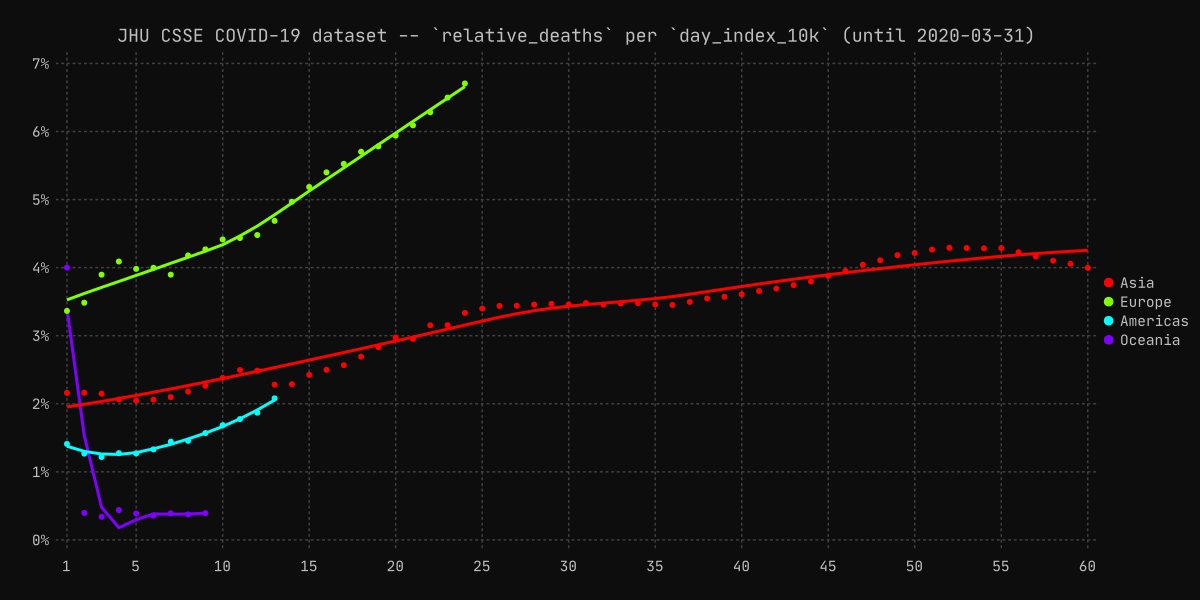 JHU CSSE COVID-19 dataset -- `relative_deaths` per `day_index_10k` (until 2020-03-31)
7%
6%
5%
4%
3%
2%
1%
0%
1 5 10 15 20 25 30 35 40 45 50 55 60
Asia
Europe
Americas
Oceania